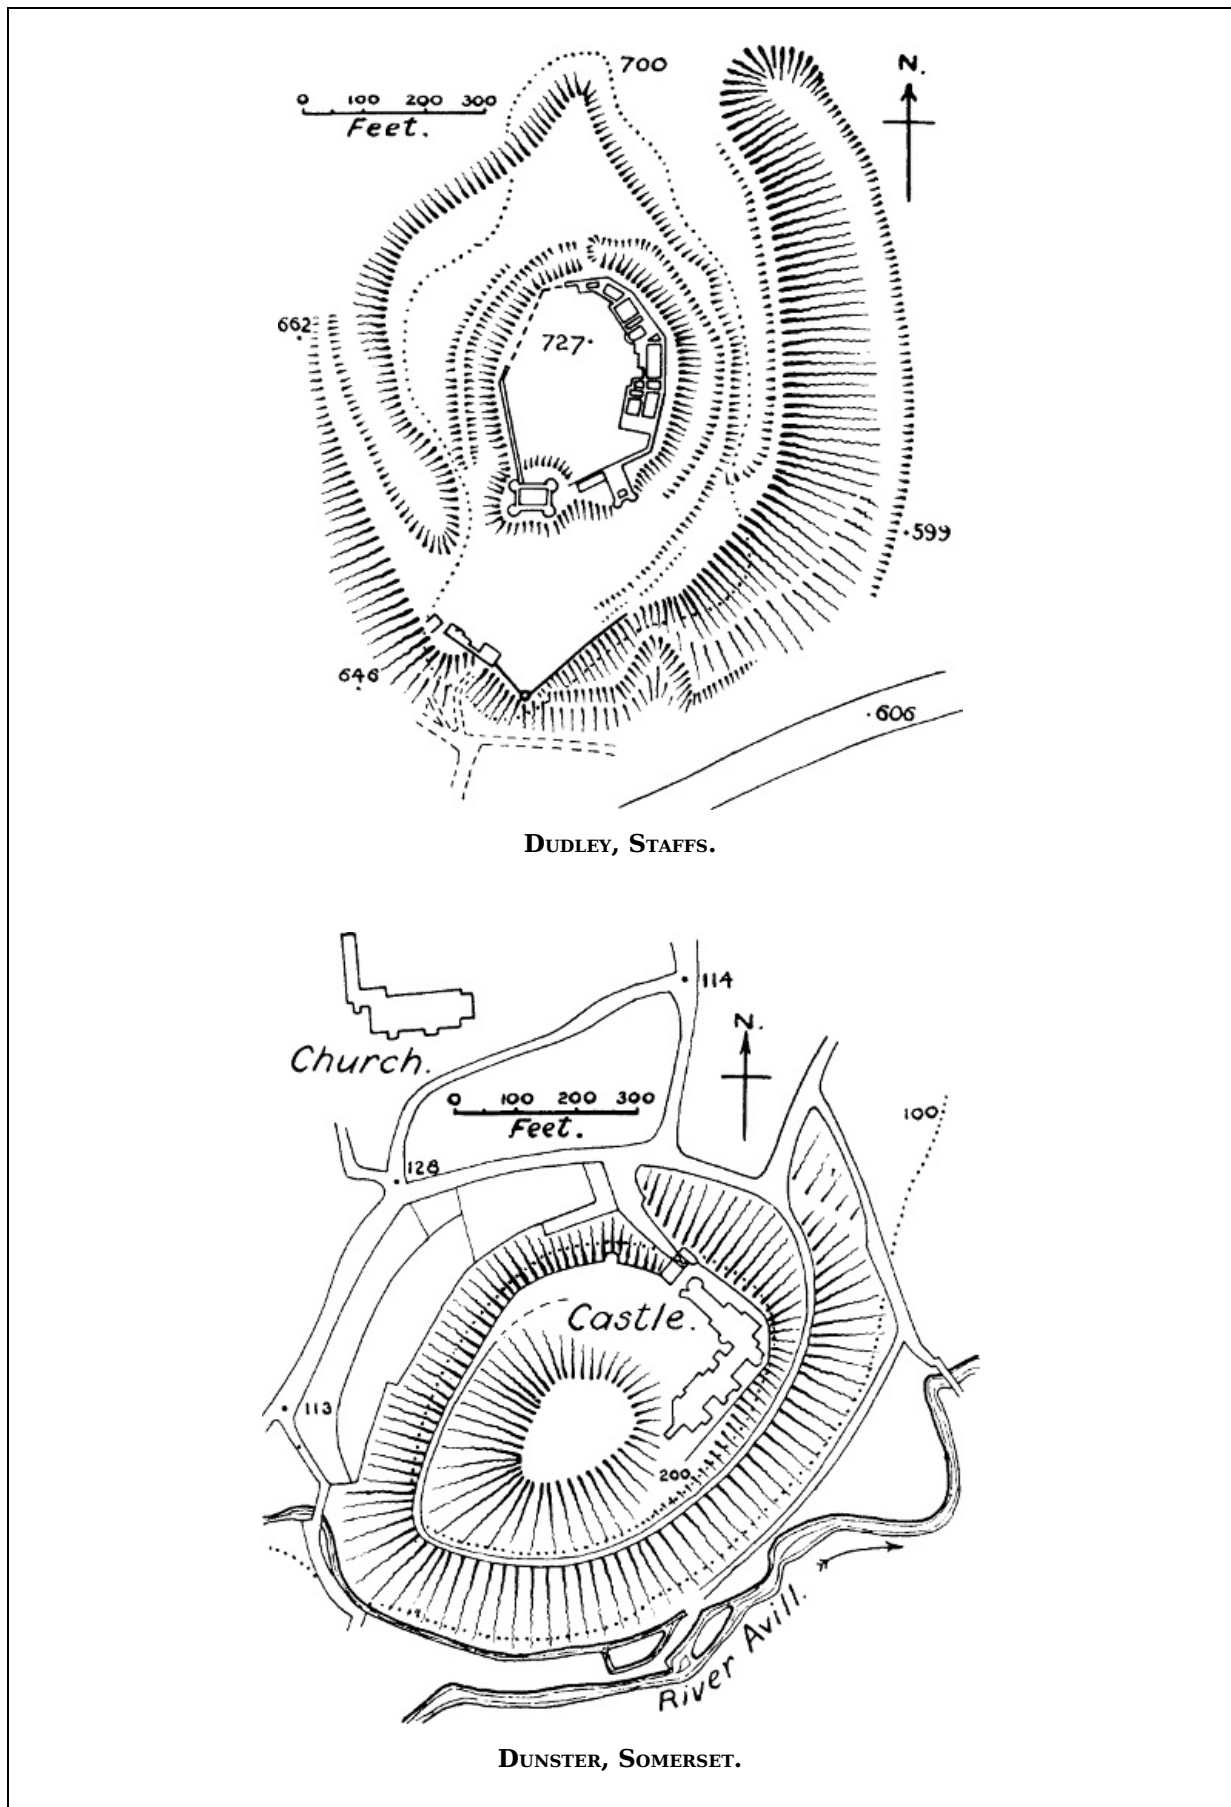 700
N.
0 100 200 300
Feet.
662
727
599
646
606
DUDLEY, STAFFS.
114
N.
Church.
0 100 200 300
Feet.
100
128
Castle.
113
200
River Avill.
DUNSTER, SOMERSET.